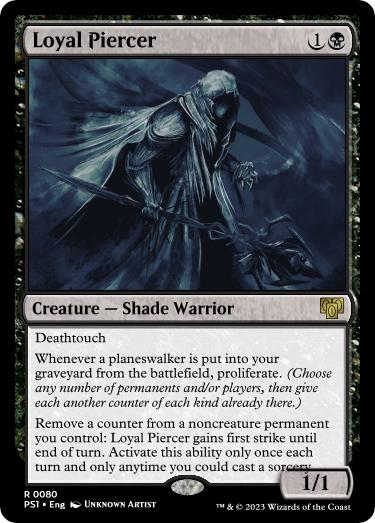 Loyal Piercer 1
Creature — Shade Warrior
Deathtouch
Whenever a planeswalker is put into your
graveyard from the battlefield, proliferate. (Choose
any number of permanents and/or players, then give
each another counter of each kind already there.)
Remove a counter from a noncreature permanent
you control: Loyal Piercer gains first strike until
end of turn. Activate this ability only once each
turn and only anytime you could cast a sorcery.
1/1
R 0080
PS1 • Eng Unknown Artist
™ & © 2023 Wizards of the Coast